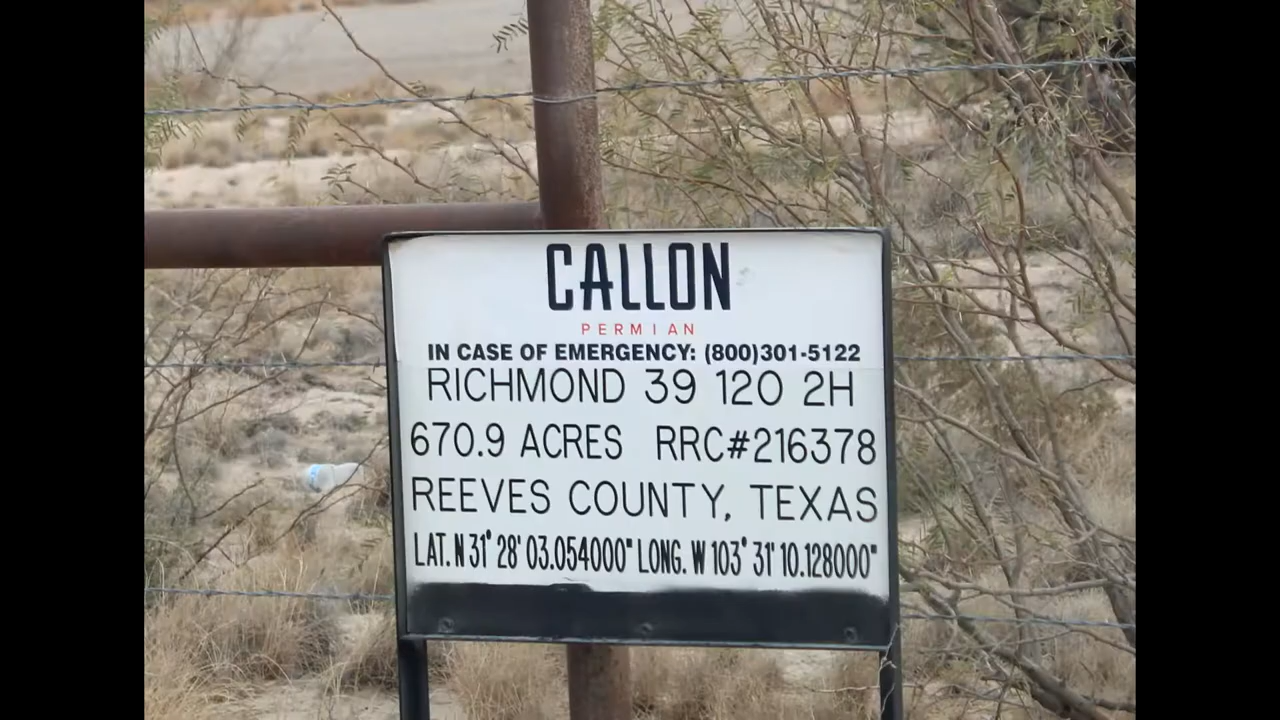 CALLON
PERMIAN
IN CASE OF EMERGENCY: (800)301-5122
RICHMOND 39 120 2H
670.9 ACRES RRC#216378
REEVES COUNTY, TEXAS
LAT. N 31° 28' 03.054000" LONG. W 103° 31' 10.128000"